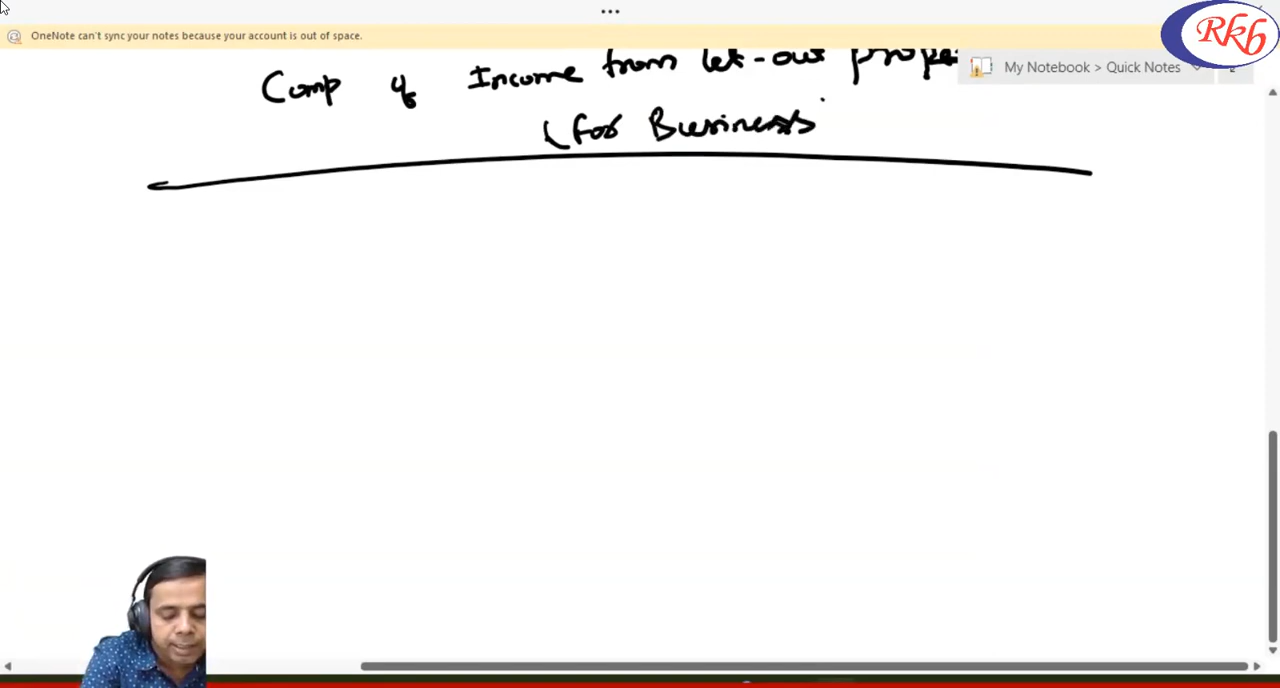 OneNote can't sync your notes because your account is out of space.
Rkb
My Notebook > Quick Notes
Comp of Income from let-out
(for Business